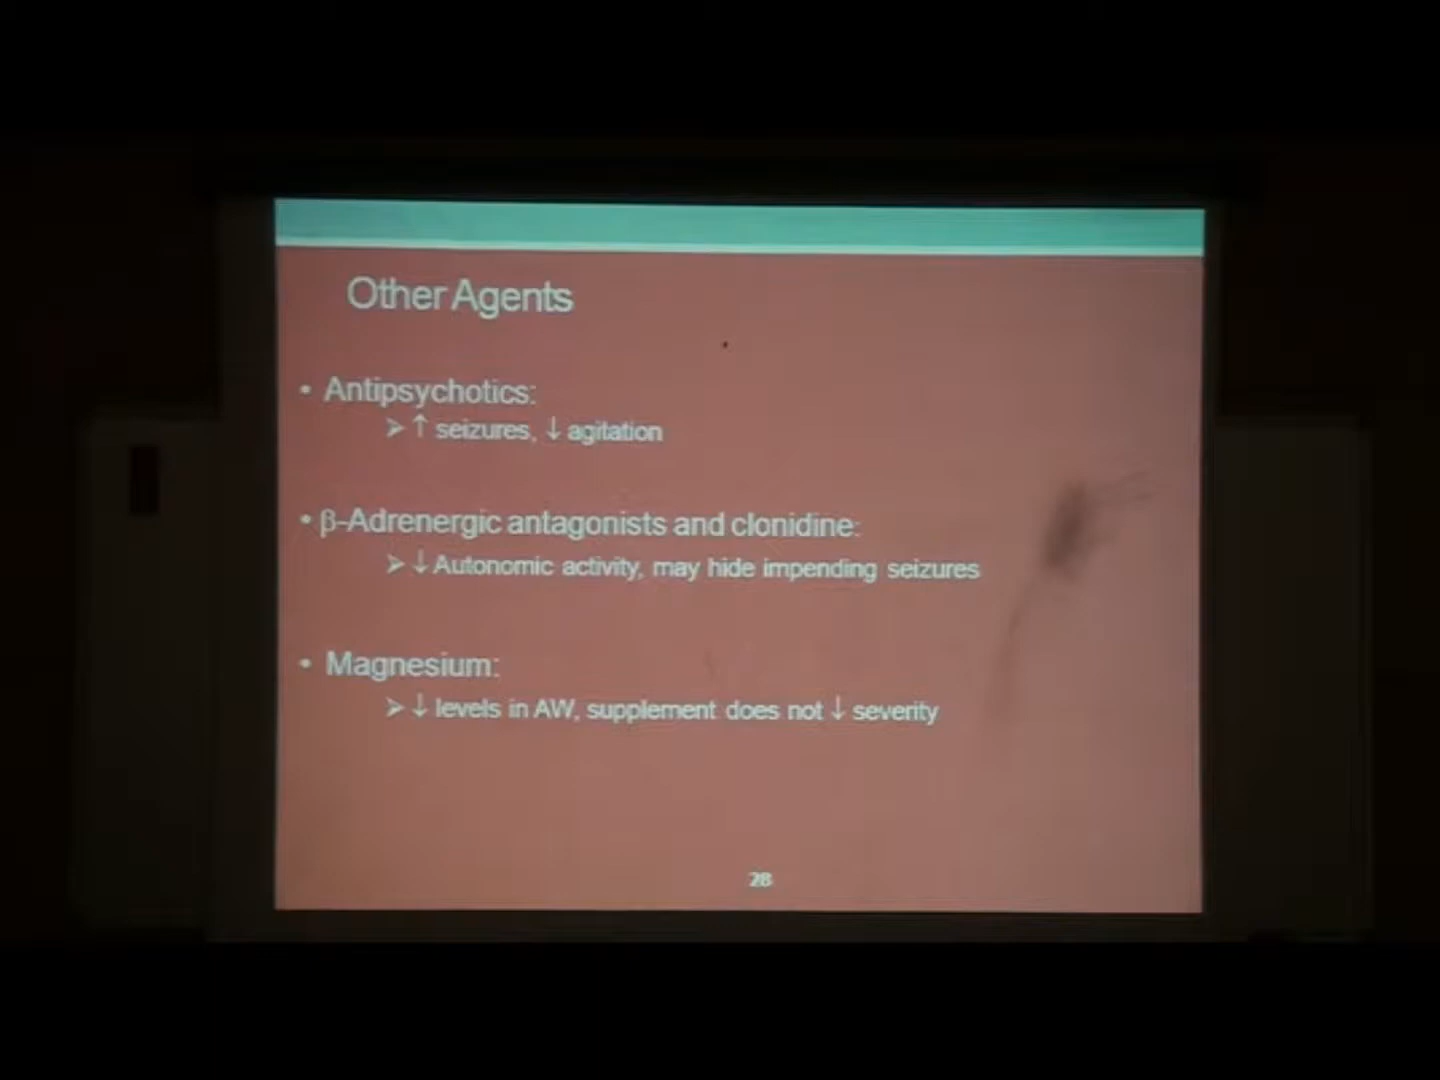 Other Agents
• Antipsychotics:
➢ ↑ seizures, ↓ agitation
• β-Adrenergic antagonists and clonidine:
➢ ↓ Autonomic activity, may hide impending seizures
• Magnesium:
➢ ↓ levels in AW, supplement does not ↓ severity
28